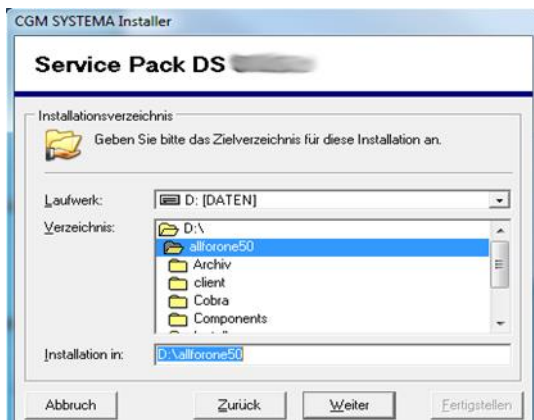 CGM SYSTEMA Installer
Service Pack DS
Installationsverzeichnis
Geben Sie bitte das Zielverzeichnis für diese Installation an.
Laufwerk: D: [DATEN]
Verzeichnis: D:\
allforone50
Archiv
client
Cobra
Components
Installation in: D:\allforone50
Abbruch Zurück Weiter Fertigstellen